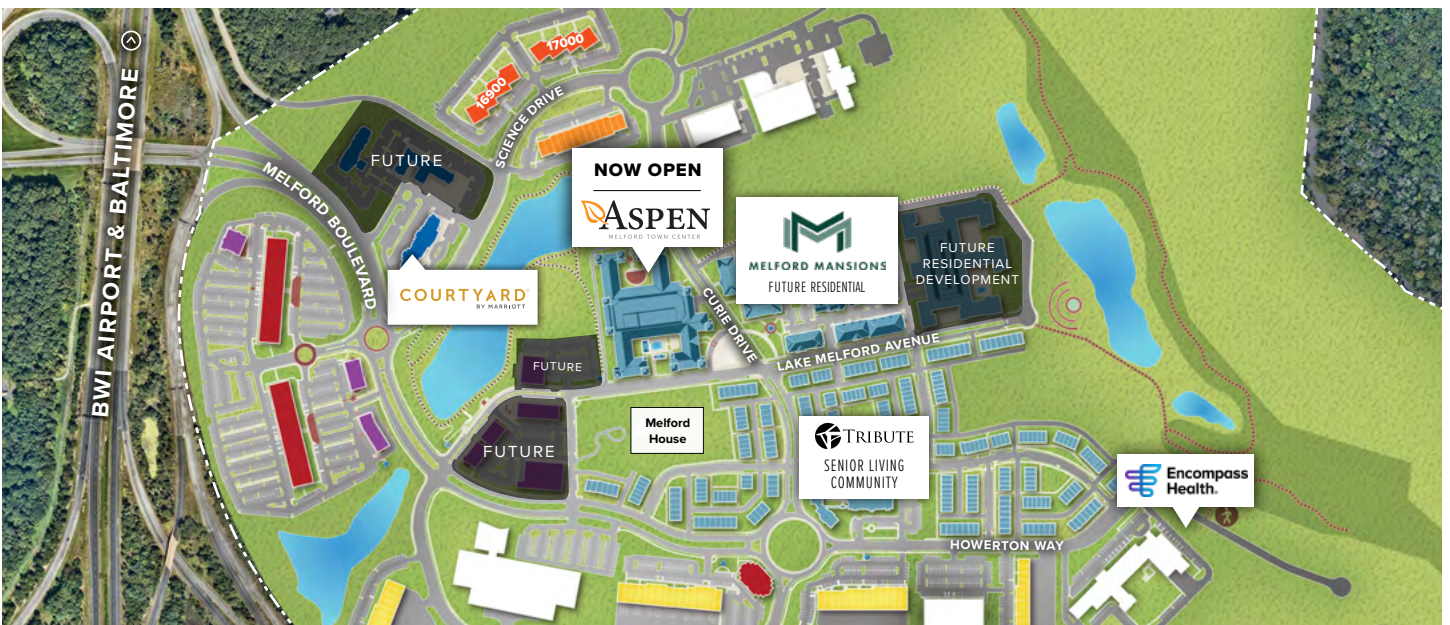 BWI AIRPORT & BALTIMORE
17000
16900
SCIENCE DRIVE
FUTURE
MELFORD BOULEVARD
NOW OPEN
ASPEN
MELFORD TOWN CENTER
MELFORD MANSIONS
FUTURE RESIDENTIAL
FUTURE
RESIDENTIAL
DEVELOPMENT
COURTYARD
BY MARRIOTT
CURIE DRIVE
LAKE MELFORD AVENUE
FUTURE
Melford
House
FUTURE
TRIBUTE
SENIOR LIVING
COMMUNITY
Encompass
Health.
HOWERTON WAY